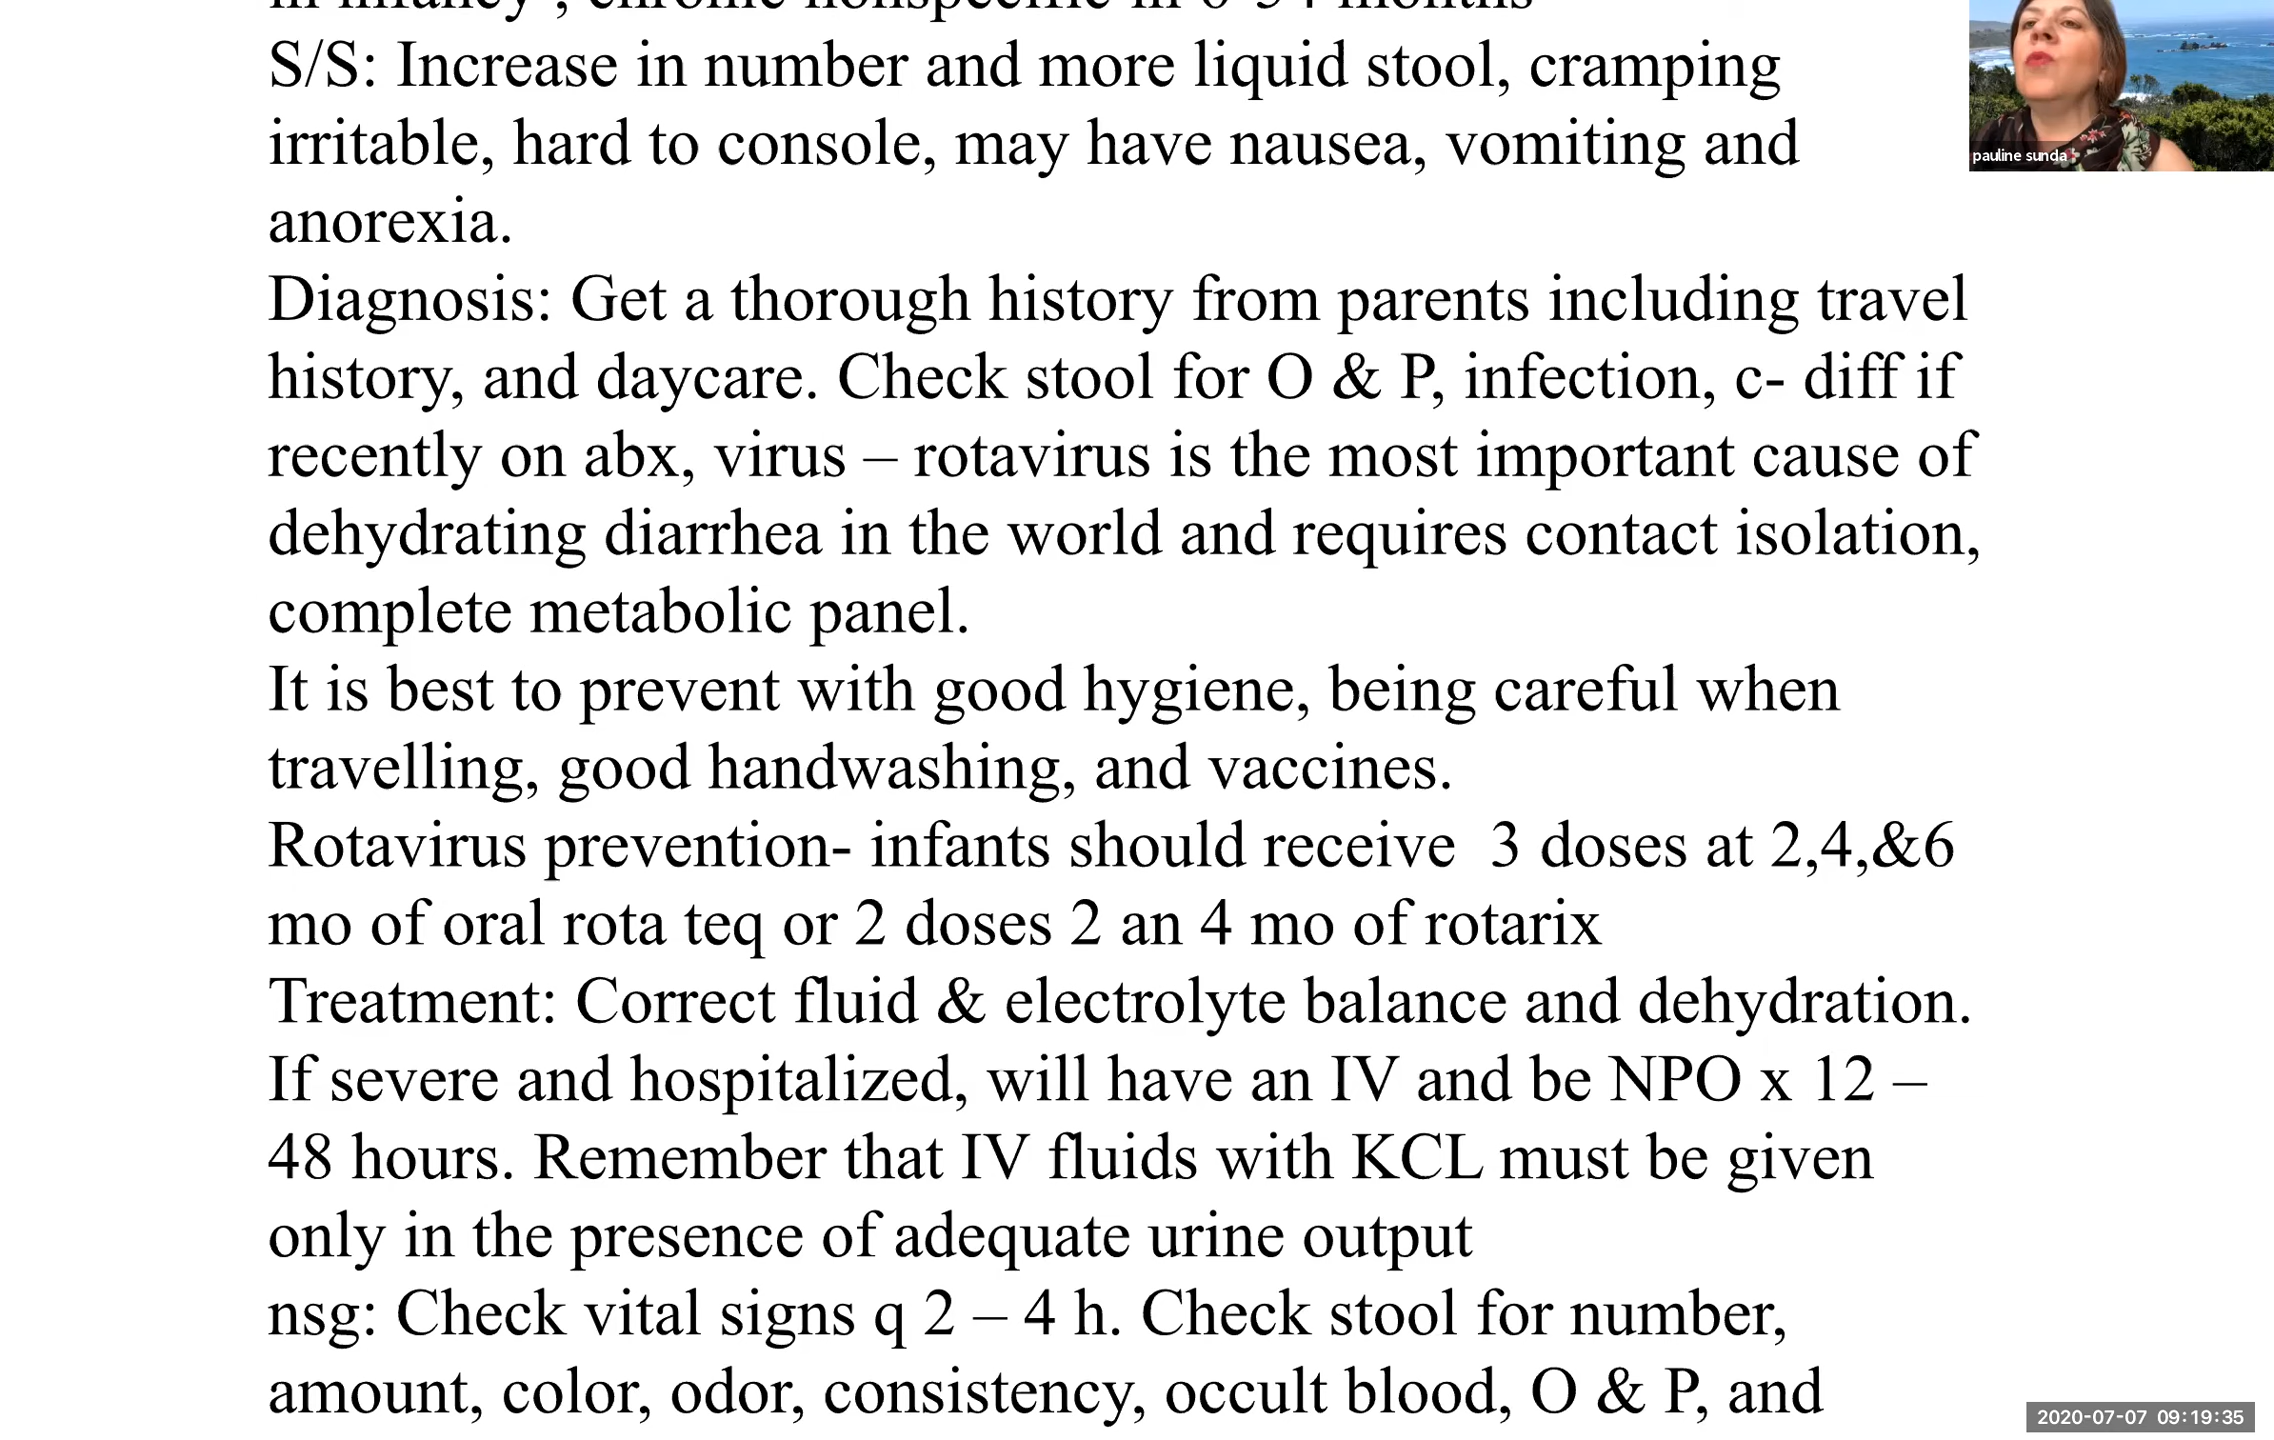 in infancy , chronic nonspecific in 6-54 months
S/S: Increase in number and more liquid stool, cramping
irritable, hard to console, may have nausea, vomiting and
anorexia.
Diagnosis: Get a thorough history from parents including travel
history, and daycare. Check stool for O & P, infection, c- diff if
recently on abx, virus – rotavirus is the most important cause of
dehydrating diarrhea in the world and requires contact isolation,
complete metabolic panel.
It is best to prevent with good hygiene, being careful when
travelling, good handwashing, and vaccines.
Rotavirus prevention- infants should receive  3 doses at 2,4,&6
mo of oral rota teq or 2 doses 2 an 4 mo of rotarix
Treatment: Correct fluid & electrolyte balance and dehydration.
If severe and hospitalized, will have an IV and be NPO x 12 –
48 hours. Remember that IV fluids with KCL must be given
only in the presence of adequate urine output
nsg: Check vital signs q 2 – 4 h. Check stool for number,
amount, color, odor, consistency, occult blood, O & P, and
pauline sunda
2020-07-07 09:19:35